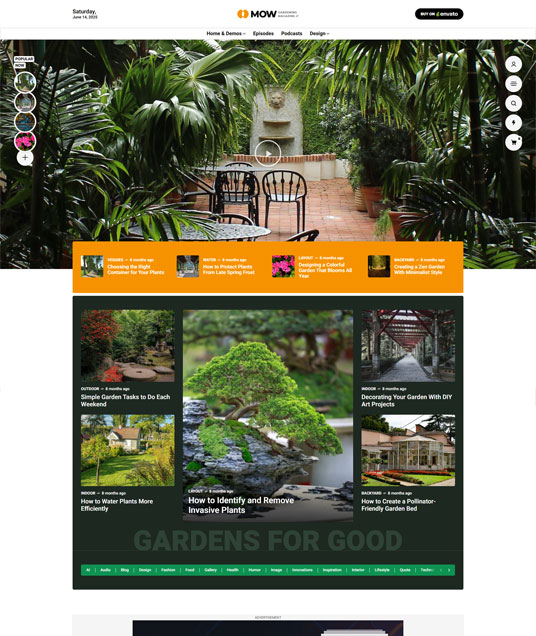 Saturday,
June 14, 2025
MOW
GARDENING
MAGAZINE
BUY ON envato
Home & Demos
Episodes
Podcasts
Design
POPULAR
NOW
VEGGIES — 8 months ago
Choosing the Right
Container for Your Plants
8 months ago
How to Protect Plants
From Late Spring Frost
LAYOUT — 8 months ago
Designing a Colorful
Garden That Blooms All
Year
BACKYARD — 8 months ago
Creating a Zen Garden
With Minimalist Style
OUTDOOR — 8 months ago
Simple Garden Tasks to Do Each
Weekend
INDOOR — 8 months ago
How to Water Plants More
Efficiently
LAYOUT — 8 months ago
How to Identify and Remove
Invasive Plants
INDOOR — 8 months ago
Decorating Your Garden With DIY
Art Projects
BACKYARD — 8 months ago
How to Create a Pollinator-
Friendly Garden Bed
GARDENS FOR GOOD
AI | Audio | Blog | Design | Fashion | Food | Gallery | Health | Horror | Image | Innovations | Inspiration | Interior | Lifestyle | Quote
ADVERTISEMENT